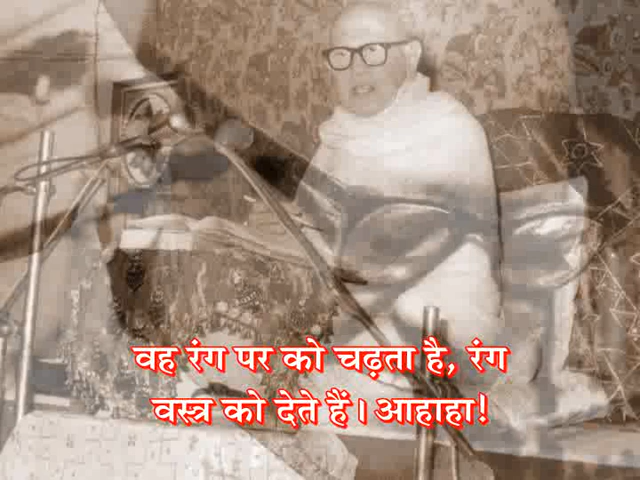 वह रंग पर को चढ़ता है, रंग
वस्त्र को देते हैं। आहाहा!